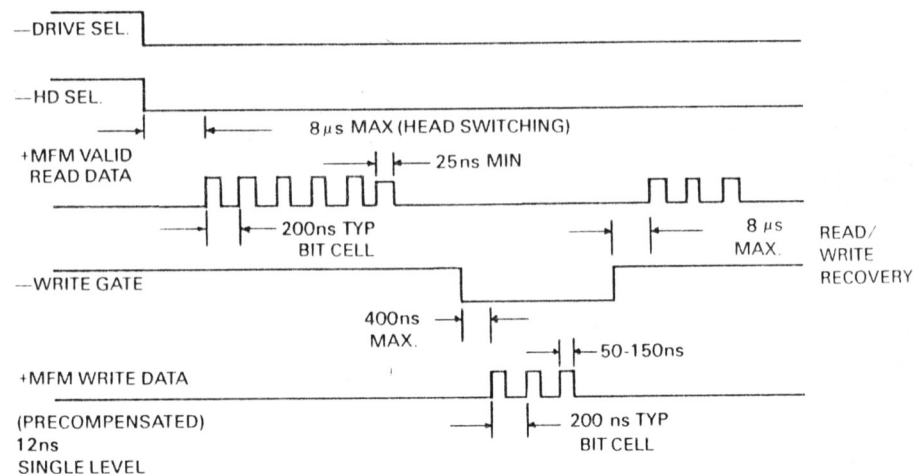 —DRIVE SEL.
—HD SEL.
8μs MAX (HEAD SWITCHING)
+MFM VALID
READ DATA
25ns MIN
200ns TYP
BIT CELL
8 μs
MAX.
READ/
WRITE
RECOVERY
—WRITE GATE
400ns
MAX.
50-150ns
+MFM WRITE DATA
(PRECOMPENSATED)
12ns
SINGLE LEVEL
200 ns TYP
BIT CELL